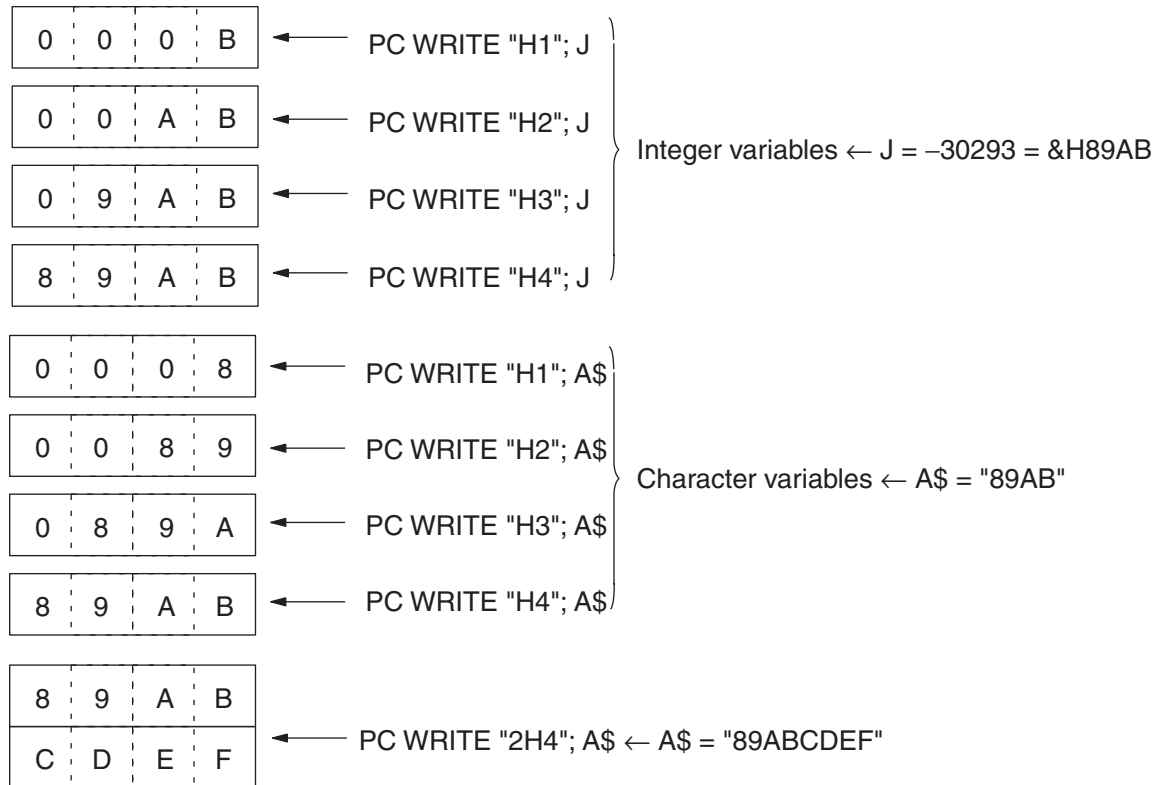 0 0 0 B ← PC WRITE "H1"; J
0 0 A B ← PC WRITE "H2"; J
Integer variables ← J = –30293 = &H89AB
0 9 A B ← PC WRITE "H3"; J
8 9 A B ← PC WRITE "H4"; J
0 0 0 8 ← PC WRITE "H1"; A$
0 0 8 9 ← PC WRITE "H2"; A$
Character variables ← A$ = "89AB"
0 8 9 A ← PC WRITE "H3"; A$
8 9 A B ← PC WRITE "H4"; A$
8 9 A B
← PC WRITE "2H4"; A$ ← A$ = "89ABCDEF"
C D E F